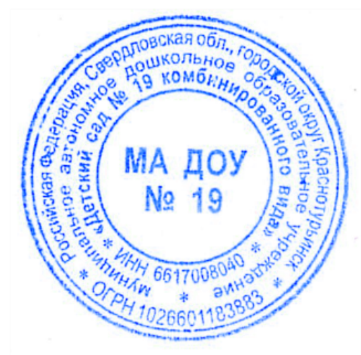 Российская Федерация, Свердловская обл., городской округ Краснотурьинск
* ОГРН 1026601183883 *
муниципальное автономное дошкольное образовательное учреждение *
«Детский сад № 19 комбинированного вида»
* ИНН 6617008040 *
МА ДОУ
№ 19